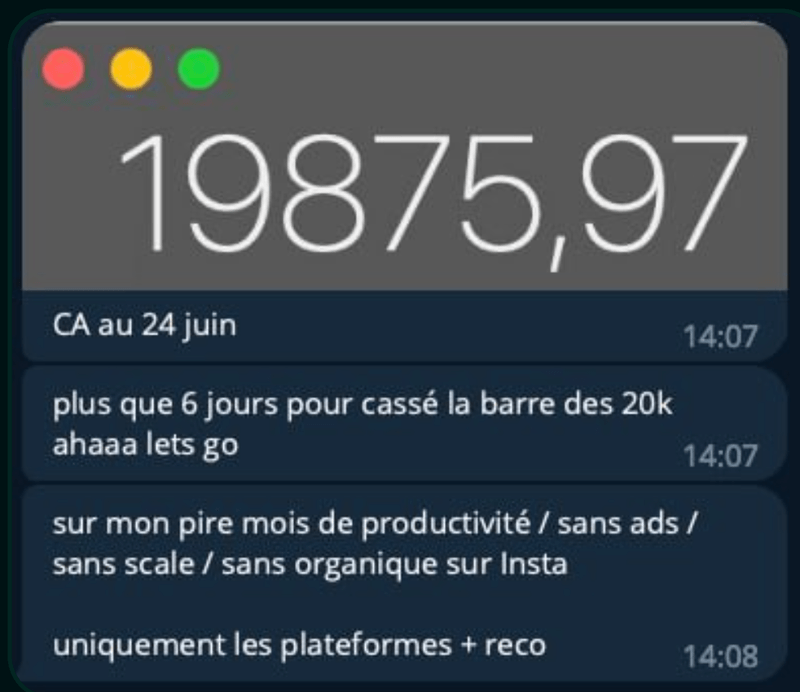 19875,97
CA au 24 juin
14:07
plus que 6 jours pour cassé la barre des 20k
ahaaa lets go
14:07
sur mon pire mois de productivité / sans ads /
sans scale / sans organique sur Insta
uniquement les plateformes + reco
14:08